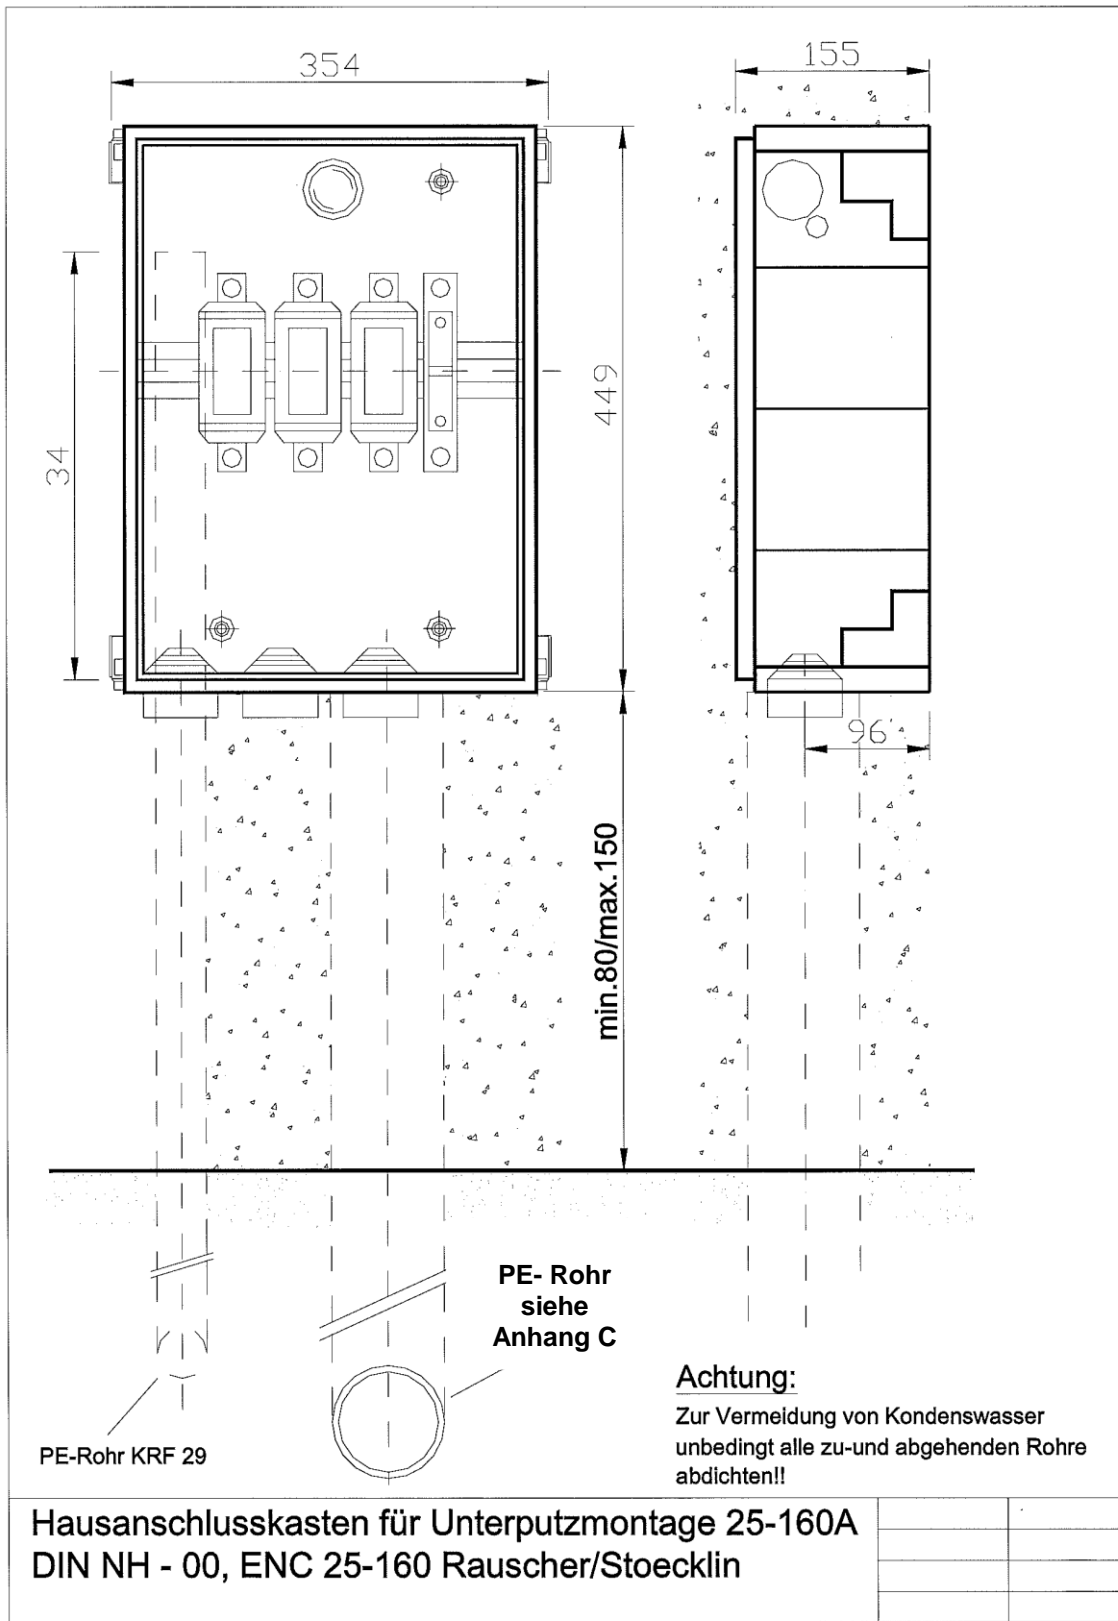 354
155
449
34
96
min.80/max.150
PE- Rohr
siehe
Anhang C
PE-Rohr KRF 29
Achtung:
Zur Vermeidung von Kondenswasser
unbedingt alle zu-und abgehenden Rohre
abdichten!!
Hausanschlusskasten für Unterputzmontage 25-160A
DIN NH - 00, ENC 25-160 Rauscher/Stoecklin